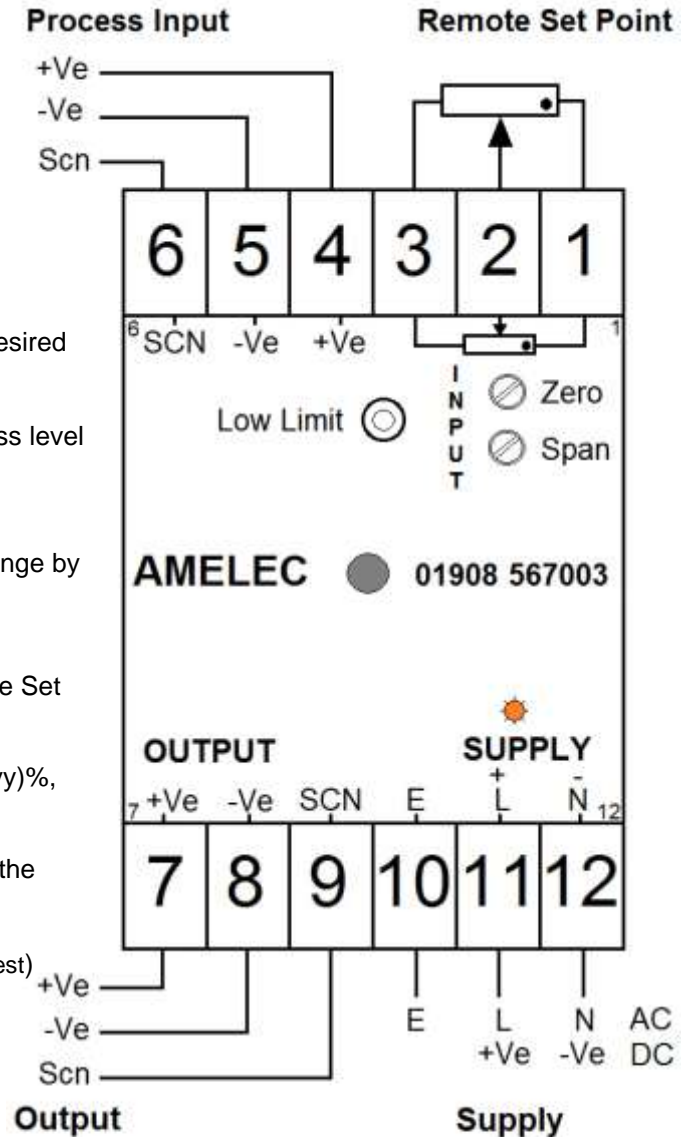 Process Input
Remote Set Point
+Ve
-Ve
Scn
6 5 4 3 2 1
6 SCN -Ve +Ve 1
esired
INPUT
Zero
Low Limit
Span
ss level
nge by
AMELEC 01908 567003
e Set
OUTPUT SUPPLY
+ -
yy)%,
7 +Ve -Ve SCN E L N 12
the
7 8 9 10 11 12
est)
+Ve
E L N AC
-Ve
+Ve -Ve DC
Scn
Output Supply